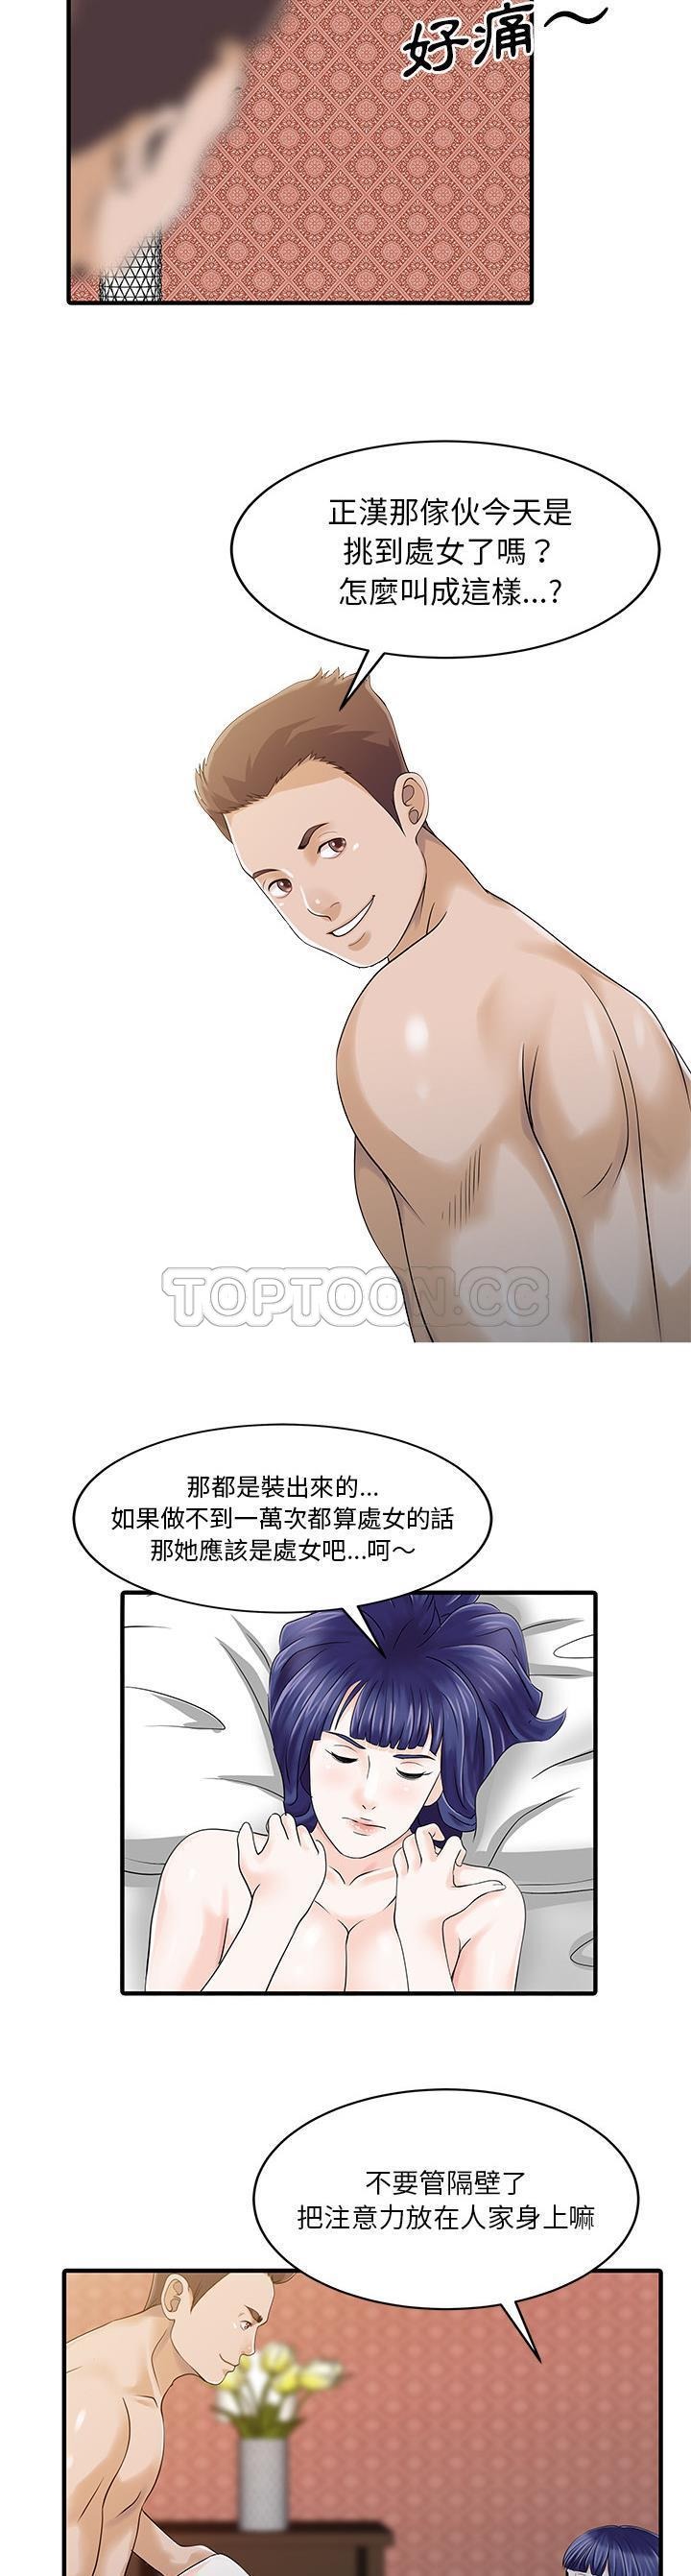 好痛～
正漢那傢伙今天是
挑到處女了嗎？
怎麼叫成這樣...?
TOPTOON.CC
那都是裝出來的...
如果做不到一萬次都算處女的話
那她應該是處女吧...呵～
不要管隔壁了
把注意力放在人家身上嘛